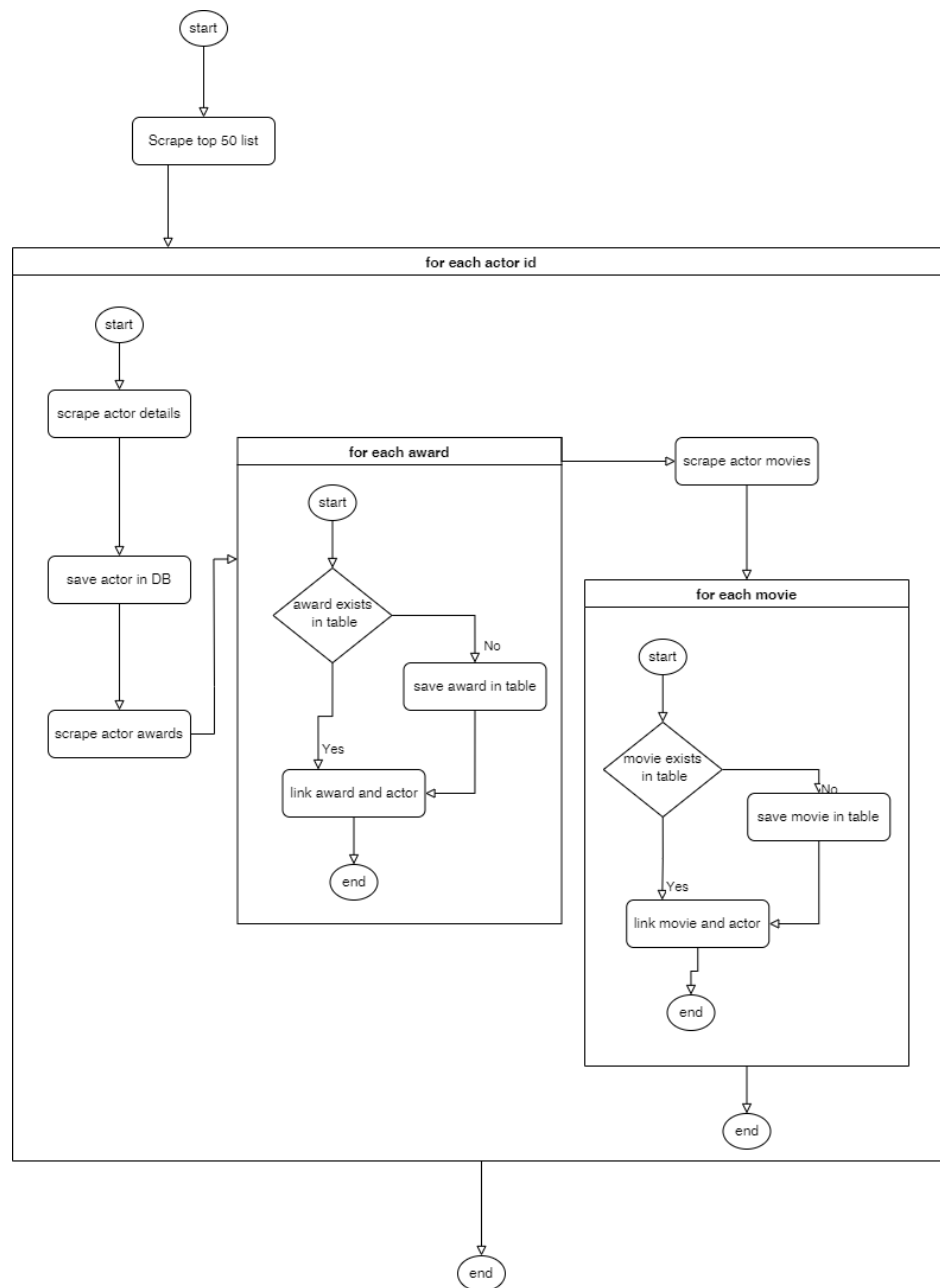 start
Scrape top 50 list
for each actor id
start
scrape actor details
save actor in DB
scrape actor awards
for each award
start
award exists
in table
No
save award in table
Yes
link award and actor
end
scrape actor movies
for each movie
start
movie exists
in table
No
save movie in table
Yes
link movie and actor
end
end
end